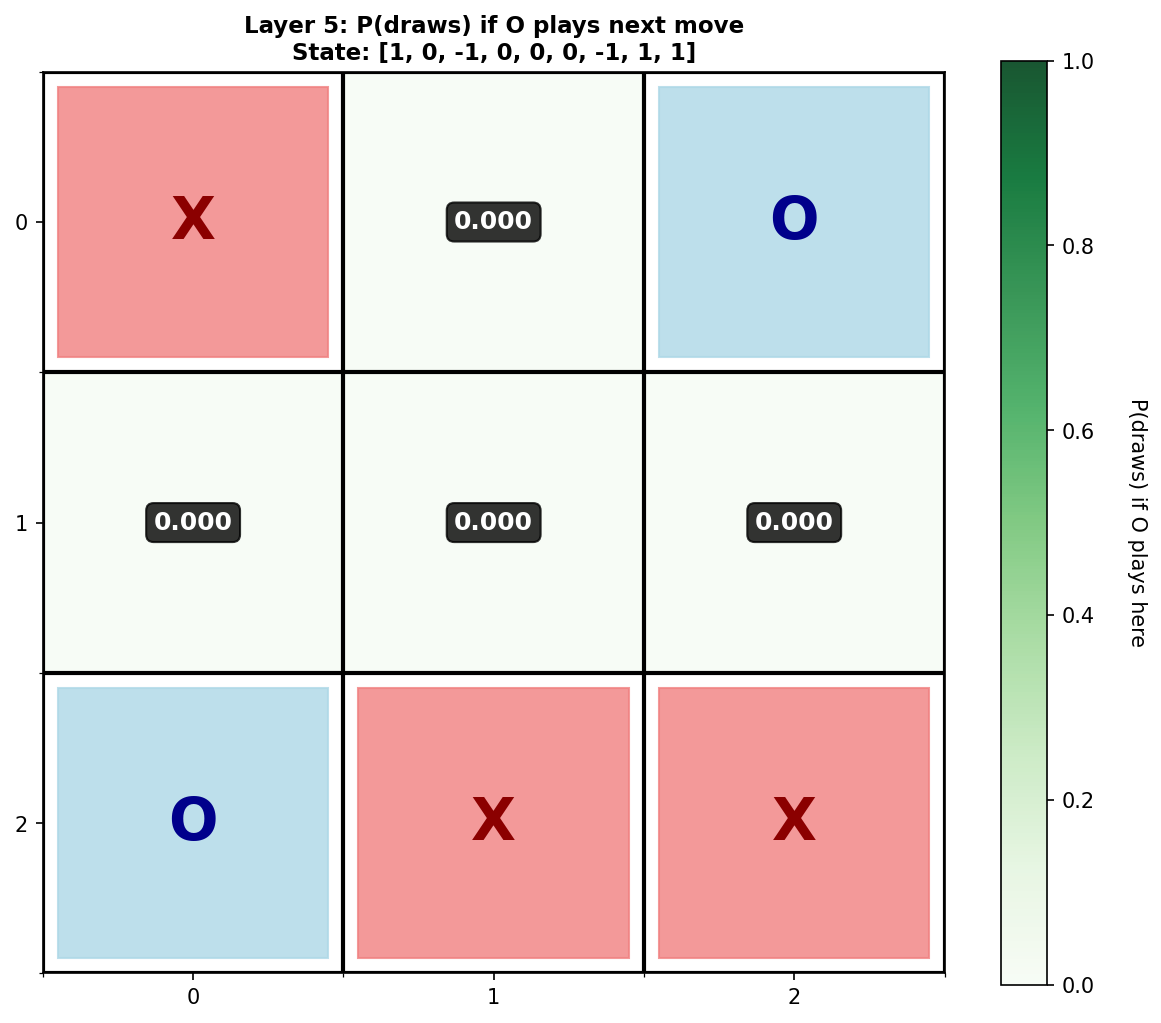 Layer 5: P(draws) if O plays next move
State: [1, 0, -1, 0, 0, 0, -1, 1, 1]
1.0
0.8
0.6
0.4
0.2
0.0
P(draws) if O plays here
0
X
0.000
O
1
0.000
0.000
0.000
2
O
X
X
0
1
2